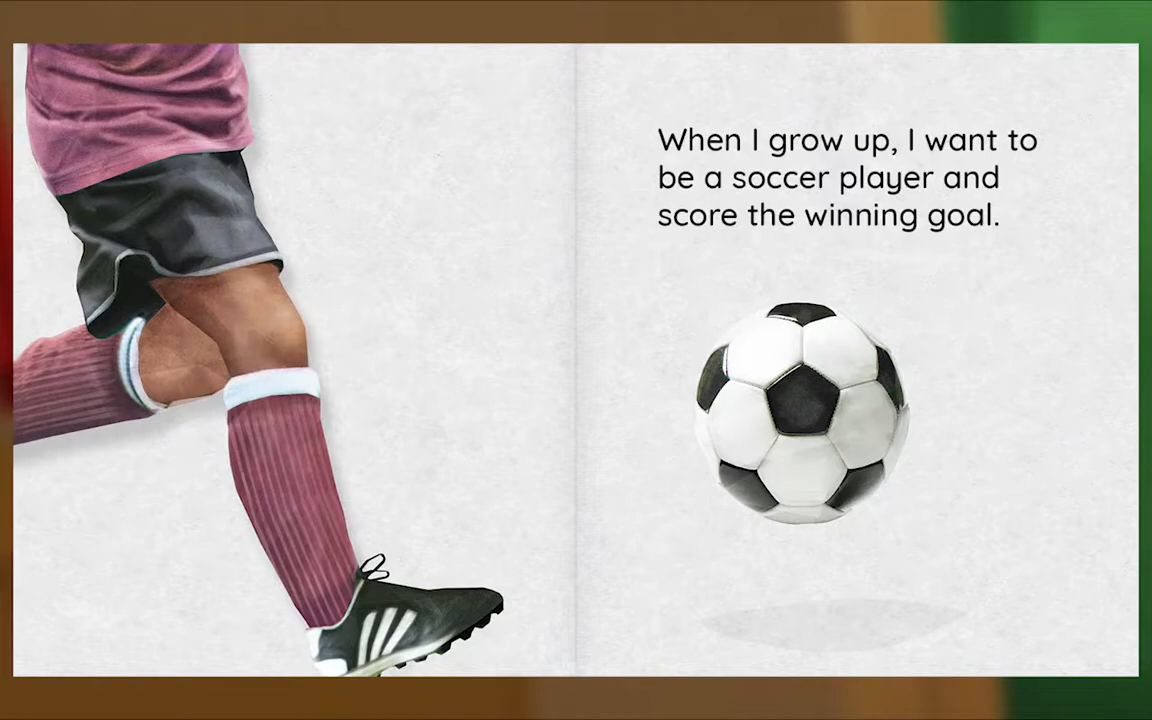 When I grow up, I want to
be a soccer player and
score the winning goal.